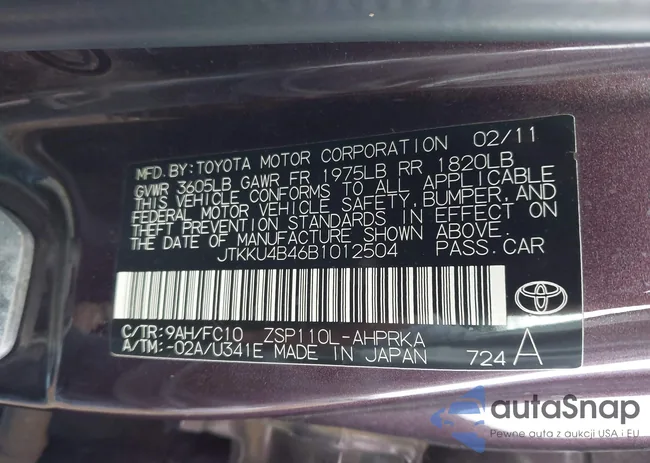 MFD.BY:TOYOTA MOTOR CORPORATION 02/11
GVWR 3605LB GAWR FR 1975LB RR 1820LB
THIS VEHICLE CONFORMS TO ALL APPLICABLE
FEDERAL MOTOR VEHICLE SAFETY, BUMPER, AND
THEFT PREVENTION STANDARDS IN EFFECT ON
THE DATE OF MANUFACTURE SHOWN ABOVE.
JTKKU4B46B1012504 PASS.CAR
C/TR:9AH/FC10 ZSP110L-AHPRKA
A/TM:-02A/U341E MADE IN JAPAN 724A
autaSnap
Pewne auta z aukcji USA i EU